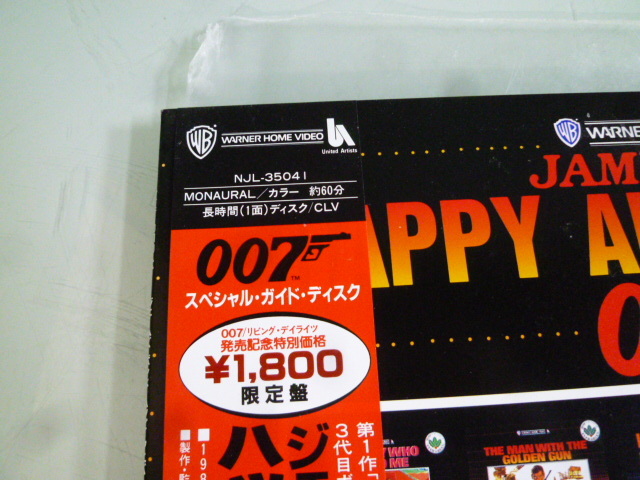 WB WARNER HOME VIDEO
United Artists
NJL-35041
MONAURAL/カラー 約60分
長時間(1面)ディスク/CLV
007
TM
スペシャル・ガイド・ディスク
007/リビング・デイライツ
発売記念特別価格
¥1,800
限定盤
WB
JAM
APPY A
THE MAN WITH THE
GOLDEN GUN